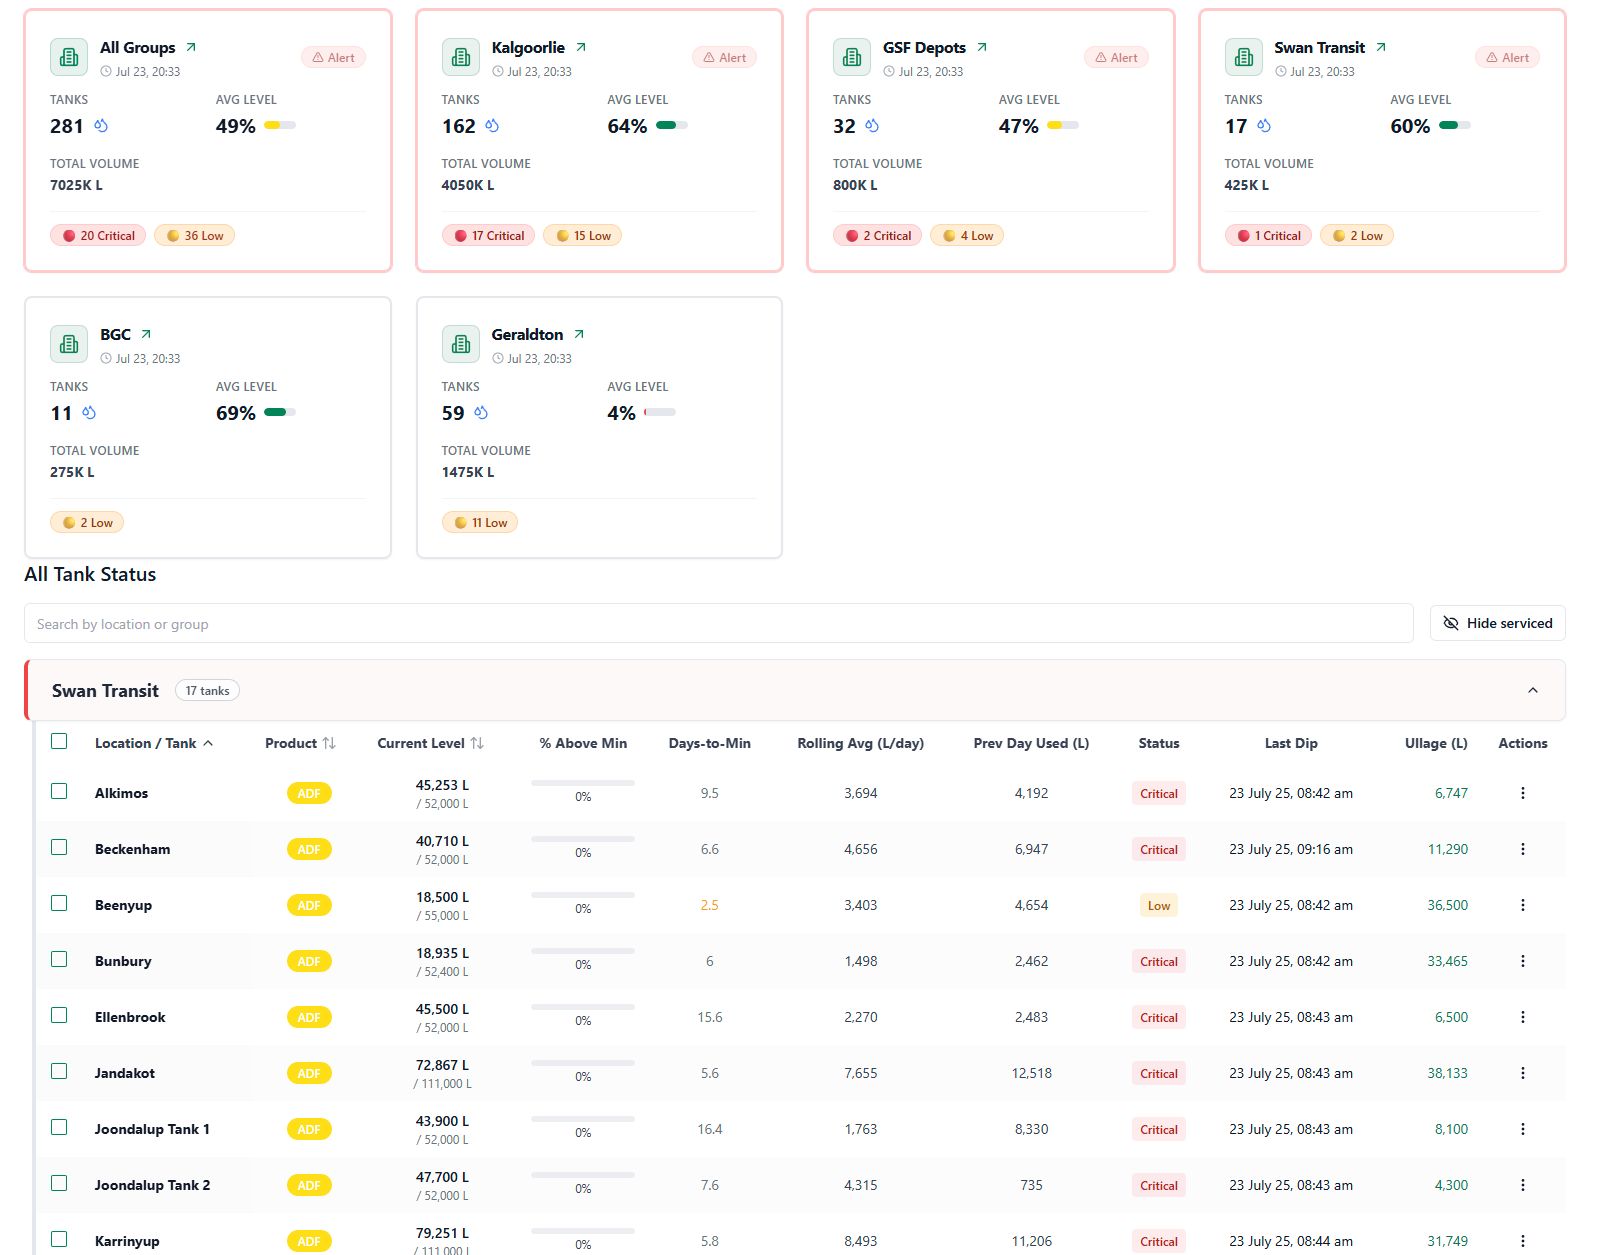 All Groups
Alert
Jul 23, 20:33
TANKS
AVG LEVEL
281
49%
TOTAL VOLUME
7025K L
20 Critical
36 Low
Kalgoorlie
Alert
Jul 23, 20:33
TANKS
AVG LEVEL
162
64%
TOTAL VOLUME
4050K L
17 Critical
15 Low
GSF Depots
Alert
Jul 23, 20:33
TANKS
AVG LEVEL
32
47%
TOTAL VOLUME
800K L
2 Critical
4 Low
Swan Transit
Alert
Jul 23, 20:33
TANKS
AVG LEVEL
17
60%
TOTAL VOLUME
425K L
1 Critical
2 Low
BGC
Jul 23, 20:33
TANKS
AVG LEVEL
11
69%
TOTAL VOLUME
275K L
2 Low
Geraldton
Jul 23, 20:33
TANKS
AVG LEVEL
59
4%
TOTAL VOLUME
1475K L
11 Low
All Tank Status
Search by location or group
Hide serviced
Swan Transit 17 tanks
Location / Tank Product Current Level % Above Min Days-to-Min Rolling Avg (L/day) Prev Day Used (L) Status Last Dip Ullage (L) Actions
Alkimos ADF 45,253 L / 52,000 L 0% 9.5 3,694 4,192 Critical 23 July 25, 08:42 am 6,747
Beckenham ADF 40,710 L / 52,000 L 0% 6.6 4,656 6,947 Critical 23 July 25, 09:16 am 11,290
Beenyup ADF 18,500 L / 55,000 L 0% 2.5 3,403 4,654 Low 23 July 25, 08:42 am 36,500
Bunbury ADF 18,935 L / 52,400 L 0% 6 1,498 2,462 Critical 23 July 25, 08:42 am 33,465
Ellenbrook ADF 45,500 L / 52,000 L 0% 15.6 2,270 2,483 Critical 23 July 25, 08:43 am 6,500
Jandakot ADF 72,867 L / 111,000 L 0% 5.6 7,655 12,518 Critical 23 July 25, 08:43 am 38,133
Joondalup Tank 1 ADF 43,900 L / 52,000 L 0% 16.4 1,763 8,330 Critical 23 July 25, 08:43 am 8,100
Joondalup Tank 2 ADF 47,700 L / 52,000 L 0% 7.6 4,315 735 Critical 23 July 25, 08:43 am 4,300
Karrinyup ADF 79,251 L / 111,000 L 0% 5.8 8,493 11,206 Critical 23 July 25, 08:44 am 31,749